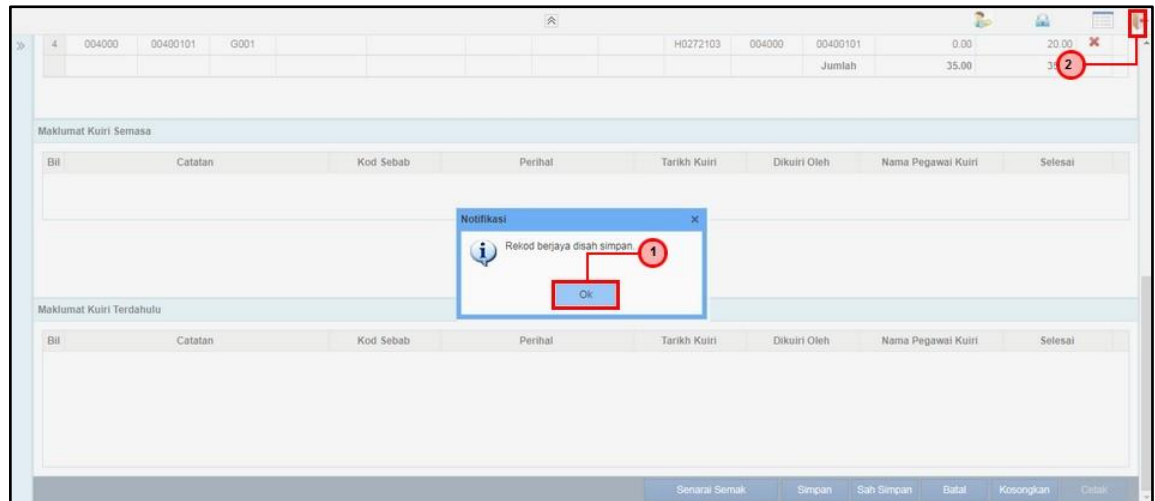 4 004000 00400101 G001 H0272103 004000 00400101 0.00 20.00
Jumlah 35.00
2
Maklumat Kuiri Semasa
Bil Catatan Kod Sebab Perihal Tarikh Kuiri Dikuiri Oleh Nama Pegawai Kuiri Selesai
Notifikasi
Rekod berjaya disah simpan.
1
Ok
Maklumat Kuiri Terdahulu
Bil Catatan Kod Sebab Perihal Tarikh Kuiri Dikuiri Oleh Nama Pegawai Kuiri Selesai
Senarai Semak Simpan Sah Simpan Batal Kosongkan Cetak